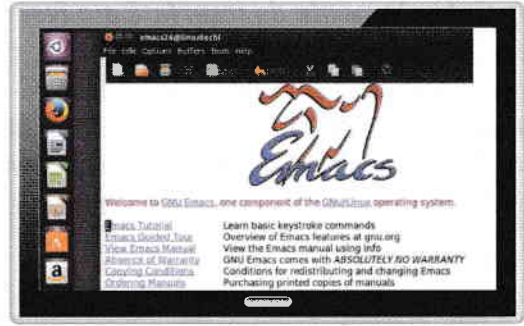 emacs24@linuxtechi
File Edit Options Buffers Tools Help
Emacs
Welcome to GNU Emacs, one component of the GNU/Linux operating system.
Emacs Tutorial Learn basic keystroke commands
Emacs Guided Tour Overview of Emacs features at gnu.org
View Emacs Manual View the Emacs manual using Info
Absence of Warranty GNU Emacs comes with ABSOLUTELY NO WARRANTY
Copying Conditions Conditions for redistributing and changing Emacs
Ordering Manuals Purchasing printed copies of manuals
a